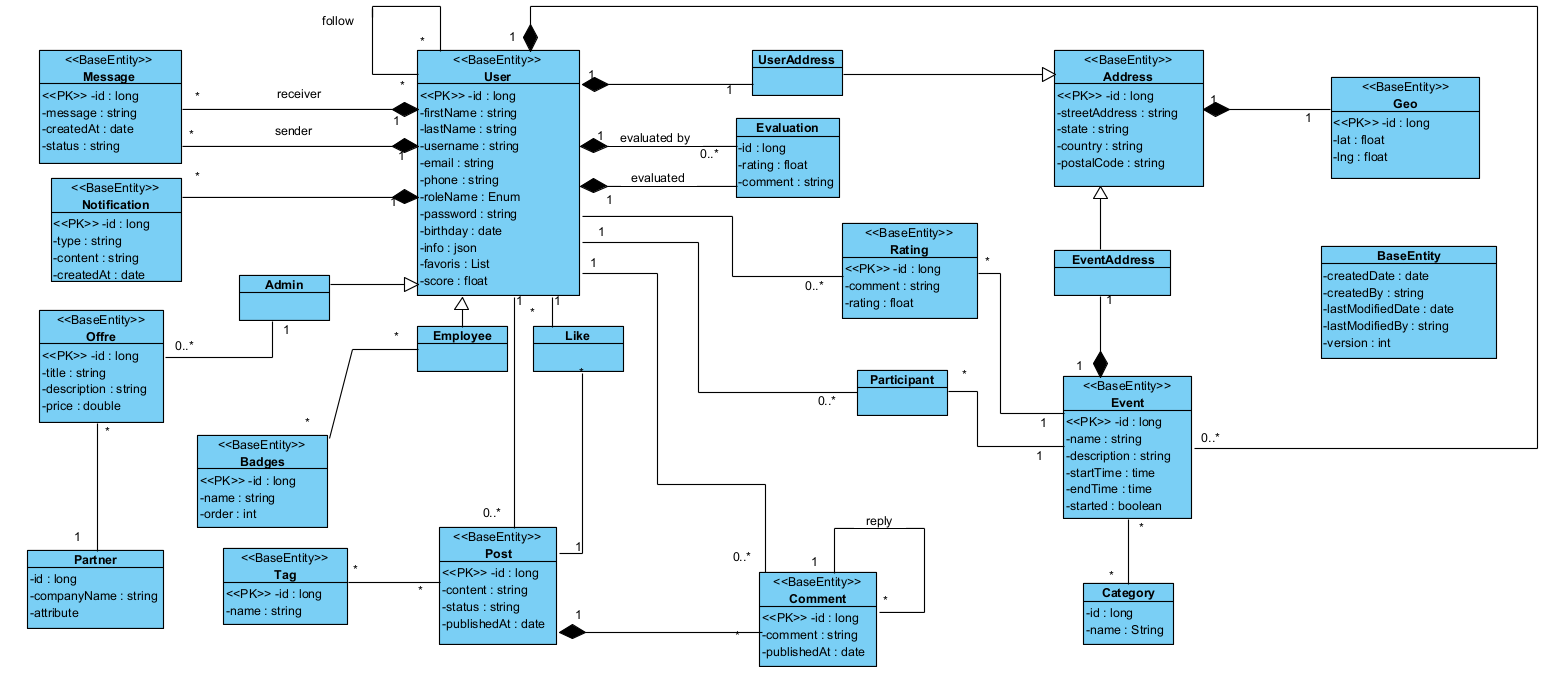 follow
*
*
1
<<BaseEntity>>
Message
<<PK>> -id : long
-message : string
-createdAt : date
-status : string
*
receiver
1
*
sender
1
<<BaseEntity>>
Notification
<<PK>> -id : long
-type : string
-content : string
-createdAt : date
*
1
<<BaseEntity>>
User
<<PK>> -id : long
-firstName : string
-lastName : string
-username : string
-email : string
-phone : string
-roleName : Enum
-password : string
-birthday : date
-info : json
-favoris : List
-score : float
1
1
UserAddress
1
evaluated by
0..*
evaluated
1
Evaluation
-id : long
-rating : float
-comment : string
<<BaseEntity>>
Address
<<PK>> -id : long
-streetAddress : string
-state : string
-country : string
-postalCode : string
1
1
<<BaseEntity>>
Geo
<<PK>> -id : long
-lat : float
-lng : float
1
1
0..*
<<BaseEntity>>
Rating
<<PK>> -id : long
-comment : string
-rating : float
*
1
EventAddress
1
1
BaseEntity
-createdDate : date
-createdBy : string
-lastModifiedDate : date
-lastModifiedBy : string
-version : int
Admin
1
0..*
<<BaseEntity>>
Offre
<<PK>> -id : long
-title : string
-description : string
-price : double
*
1
Employee
*
*
1
*
1
Like
*
1
0..*
Participant
*
1
<<BaseEntity>>
Event
<<PK>> -id : long
-name : string
-description : string
-startTime : time
-endTime : time
-started : boolean
0..*
*
*
<<BaseEntity>>
Badges
<<PK>> -id : long
-name : string
-order : int
Partner
-id : long
-companyName : string
-attribute
<<BaseEntity>>
Tag
<<PK>> -id : long
-name : string
*
*
0..*
<<BaseEntity>>
Post
<<PK>> -id : long
-content : string
-status : string
-publishedAt : date
1
*
0..*
reply
1
*
<<BaseEntity>>
Comment
<<PK>> -id : long
-comment : string
-publishedAt : date
Category
-id : long
-name : String